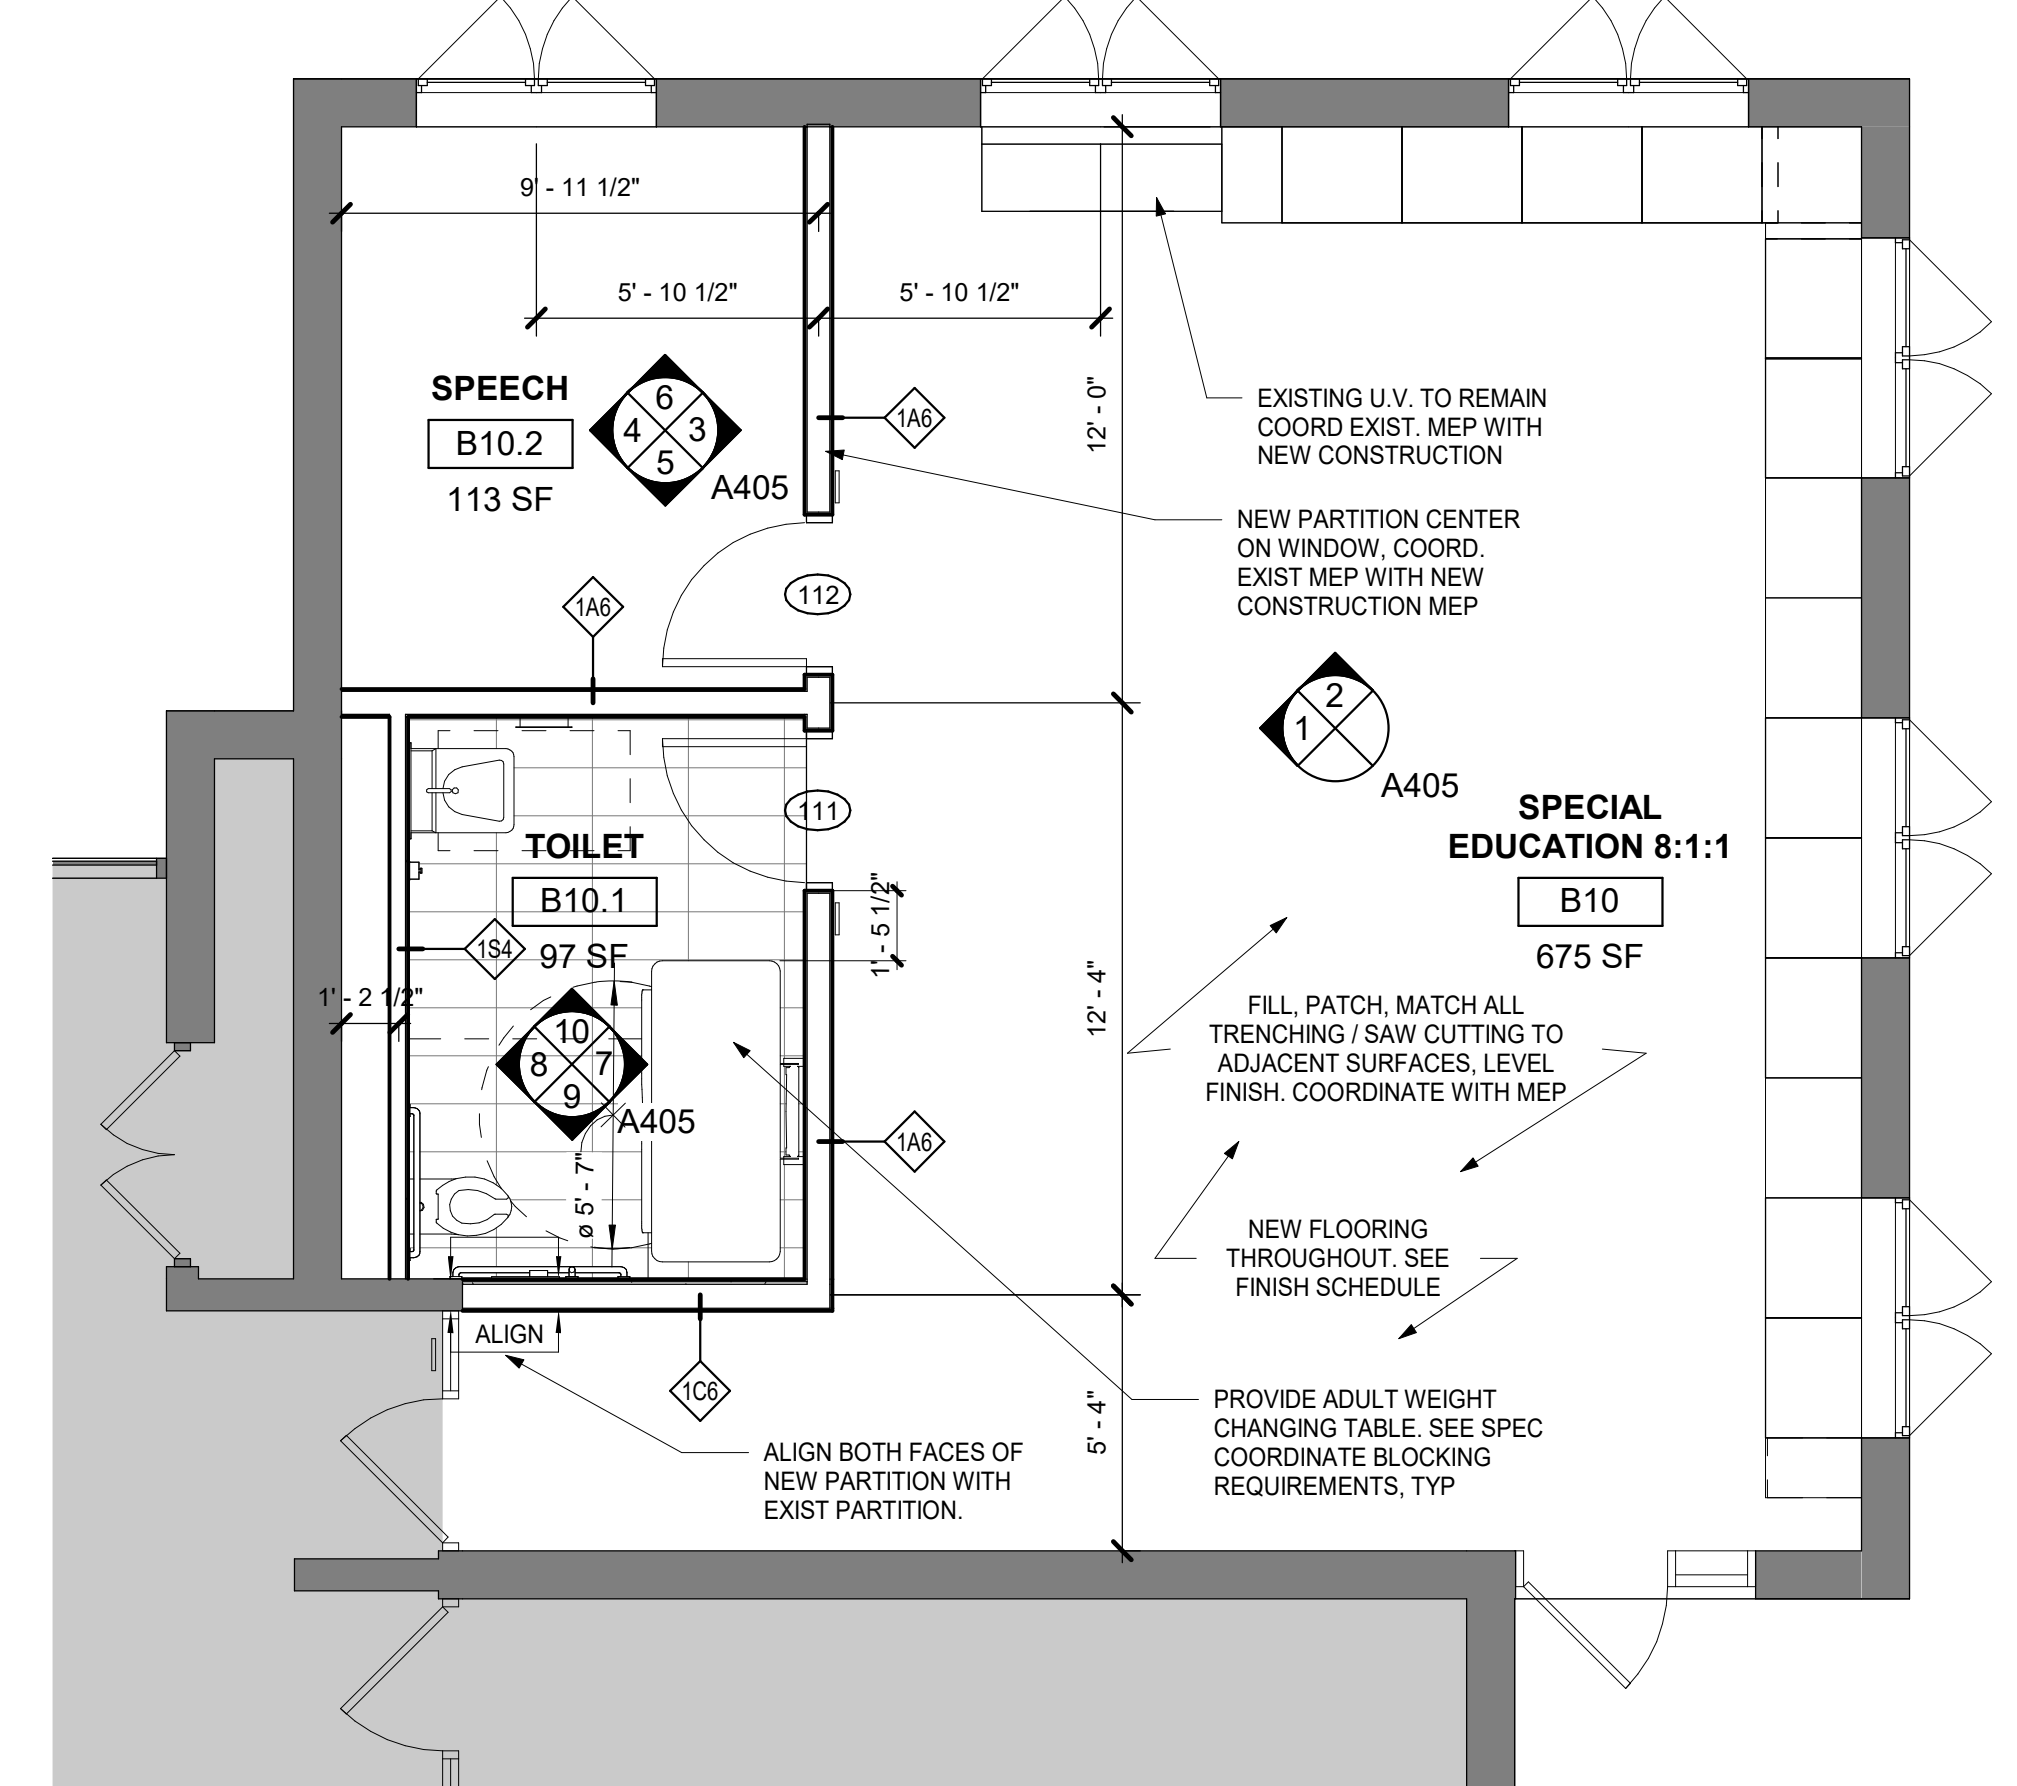 9' - 11 1/2"
5' - 10 1/2"
5' - 10 1/2"
SPEECH
B10.2
113 SF
6
4
3
5
A405
1A6
12' - 0"
EXISTING U.V. TO REMAIN
COORD EXIST. MEP WITH
NEW CONSTRUCTION
NEW PARTITION CENTER
ON WINDOW, COORD.
EXIST MEP WITH NEW
CONSTRUCTION MEP
1A6
112
2
1
A405
111
TOILET
B10.1
97 SF
1S4
1' - 2 1/2"
1' - 5 1/2"
SPECIAL
EDUCATION 8:1:1
B10
675 SF
10
8
7
9
A405
12' - 4"
FILL, PATCH, MATCH ALL
TRENCHING / SAW CUTTING TO
ADJACENT SURFACES, LEVEL
FINISH. COORDINATE WITH MEP
1A6
ø 5' - 7"
NEW FLOORING
THROUGHOUT. SEE
FINISH SCHEDULE
ALIGN
1C6
5' - 4"
PROVIDE ADULT WEIGHT
CHANGING TABLE. SEE SPEC
COORDINATE BLOCKING
REQUIREMENTS, TYP
ALIGN BOTH FACES OF
NEW PARTITION WITH
EXIST PARTITION.